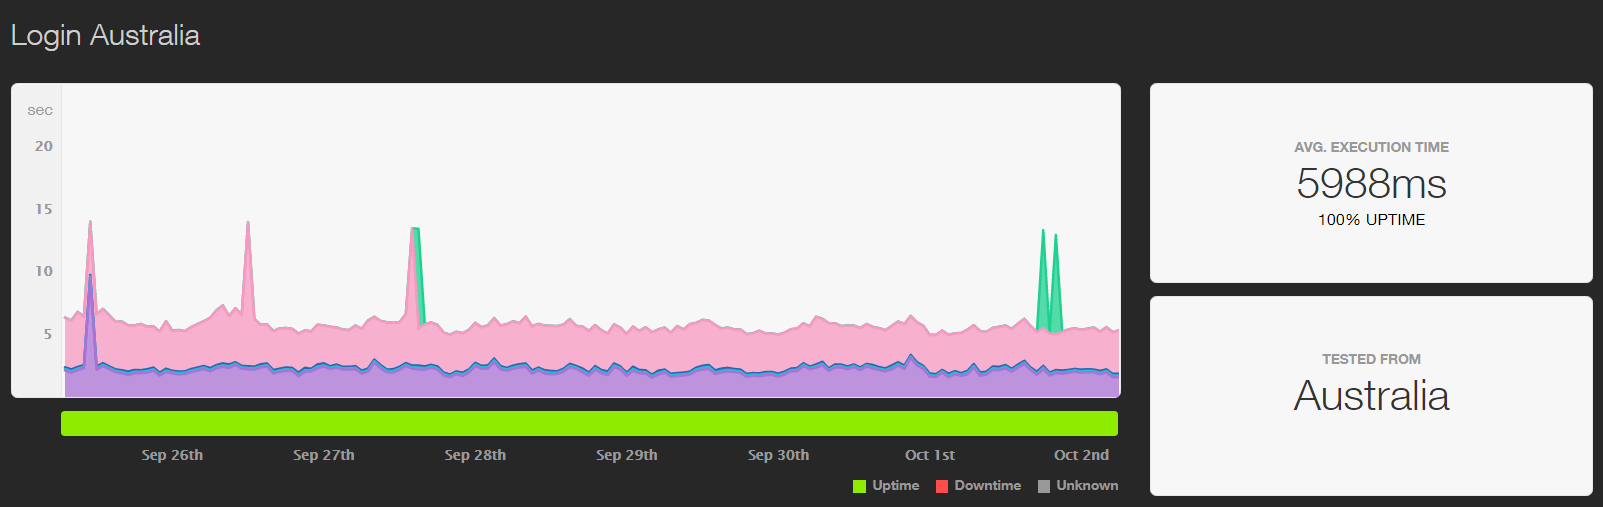 Login Australia
sec
20
15
10
5
AVG. EXECUTION TIME
5988ms
100% UPTIME
TESTED FROM
Australia
Sep 26th Sep 27th Sep 28th Sep 29th Sep 30th Oct 1st Oct 2nd
Uptime Downtime Unknown